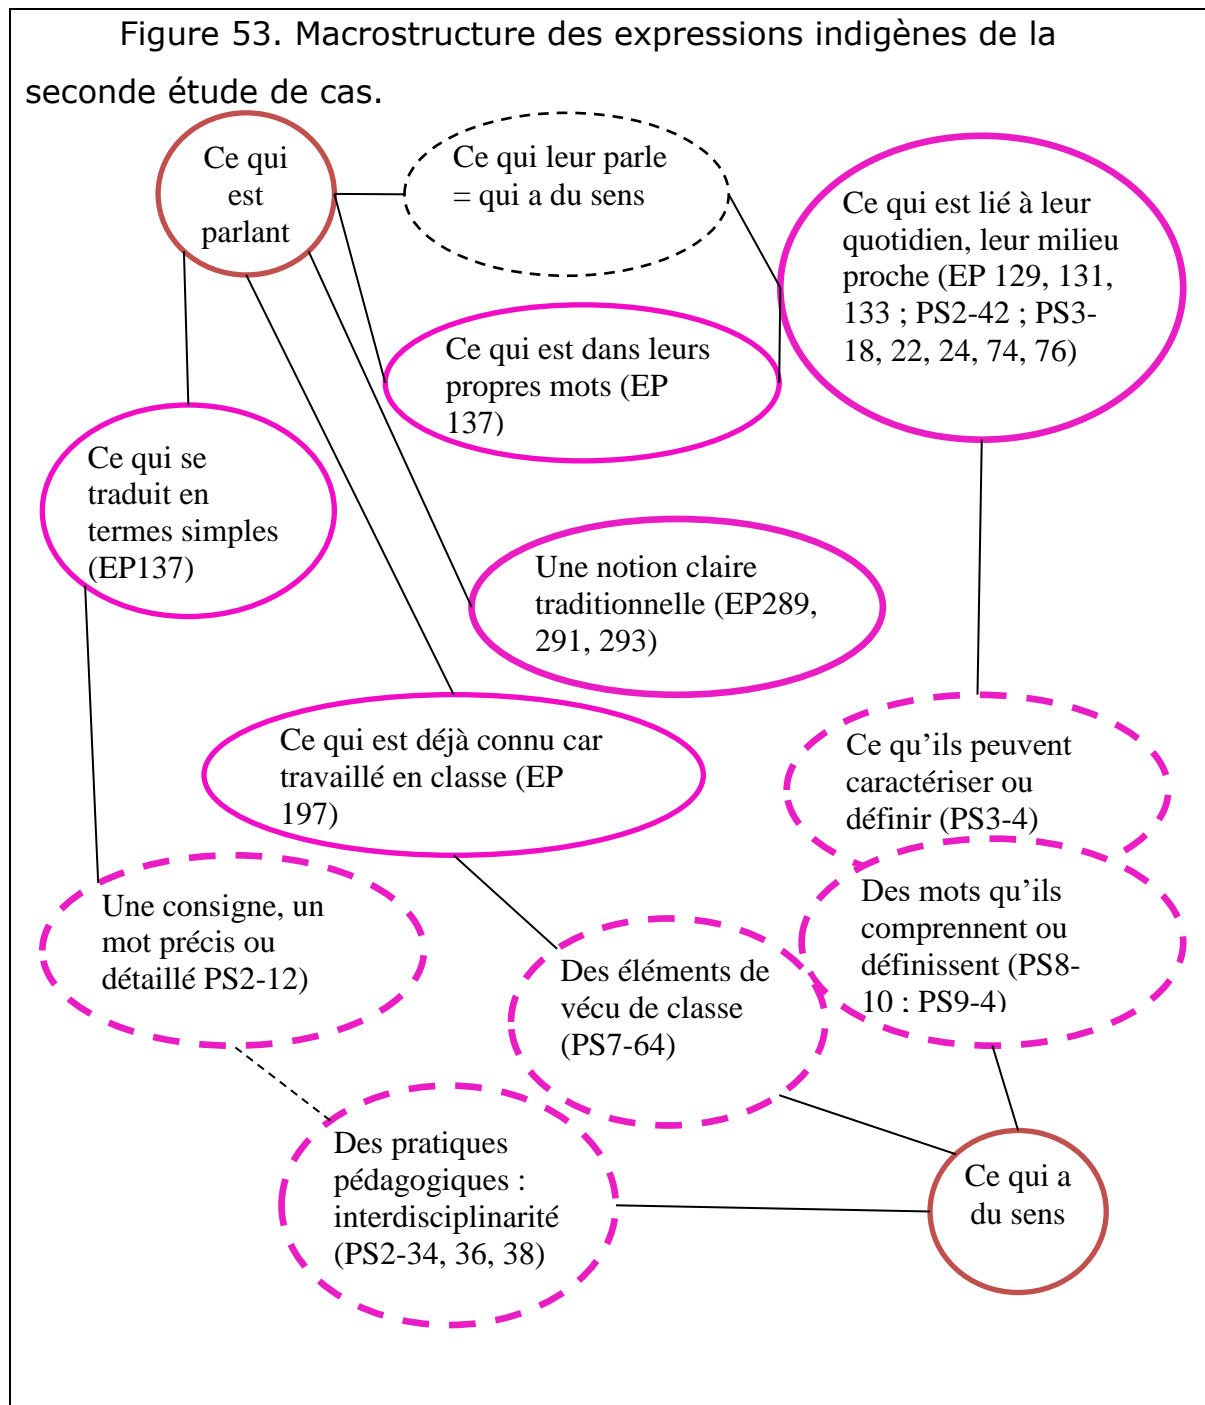 Figure 53. Macrostructure des expressions indigènes de la
seconde étude de cas.
Ce qui
est
parlant
Ce qui leur parle
= qui a du sens
Ce qui est lié à leur
quotidien, leur milieu
proche (EP 129, 131,
133 ; PS2-42 ; PS3-
18, 22, 24, 74, 76)
Ce qui est dans leurs
propres mots (EP
137)
Ce qui se
traduit en
termes simples
(EP137)
Une notion claire
traditionnelle (EP289,
291, 293)
Ce qui est déjà connu car
travaillé en classe (EP
197)
Ce qu’ils peuvent
caractériser ou
définir (PS3-4)
Des mots qu’ils
comprennent ou
définissent (PS8-
10 ; PS9-4)
Une consigne, un
mot précis ou
détaillé PS2-12)
Des éléments de
vécu de classe
(PS7-64)
Des pratiques
pédagogiques :
interdisciplinarité
(PS2-34, 36, 38)
Ce qui a
du sens